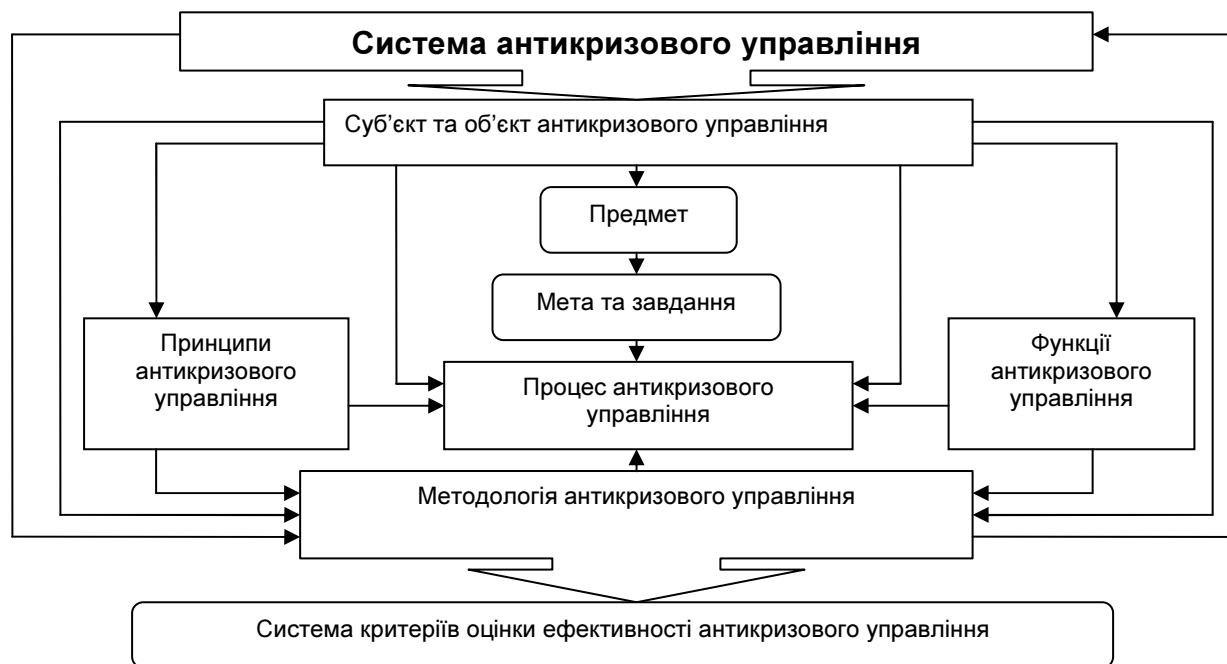 Система антикризового управління
Суб’єкт та об’єкт антикризового управління
Предмет
Мета та завдання
Принципи
антикризового
управління
Процес антикризового
управління
Функції
антикризового
управління
Методологія антикризового управління
Система критеріїв оцінки ефективності антикризового управління